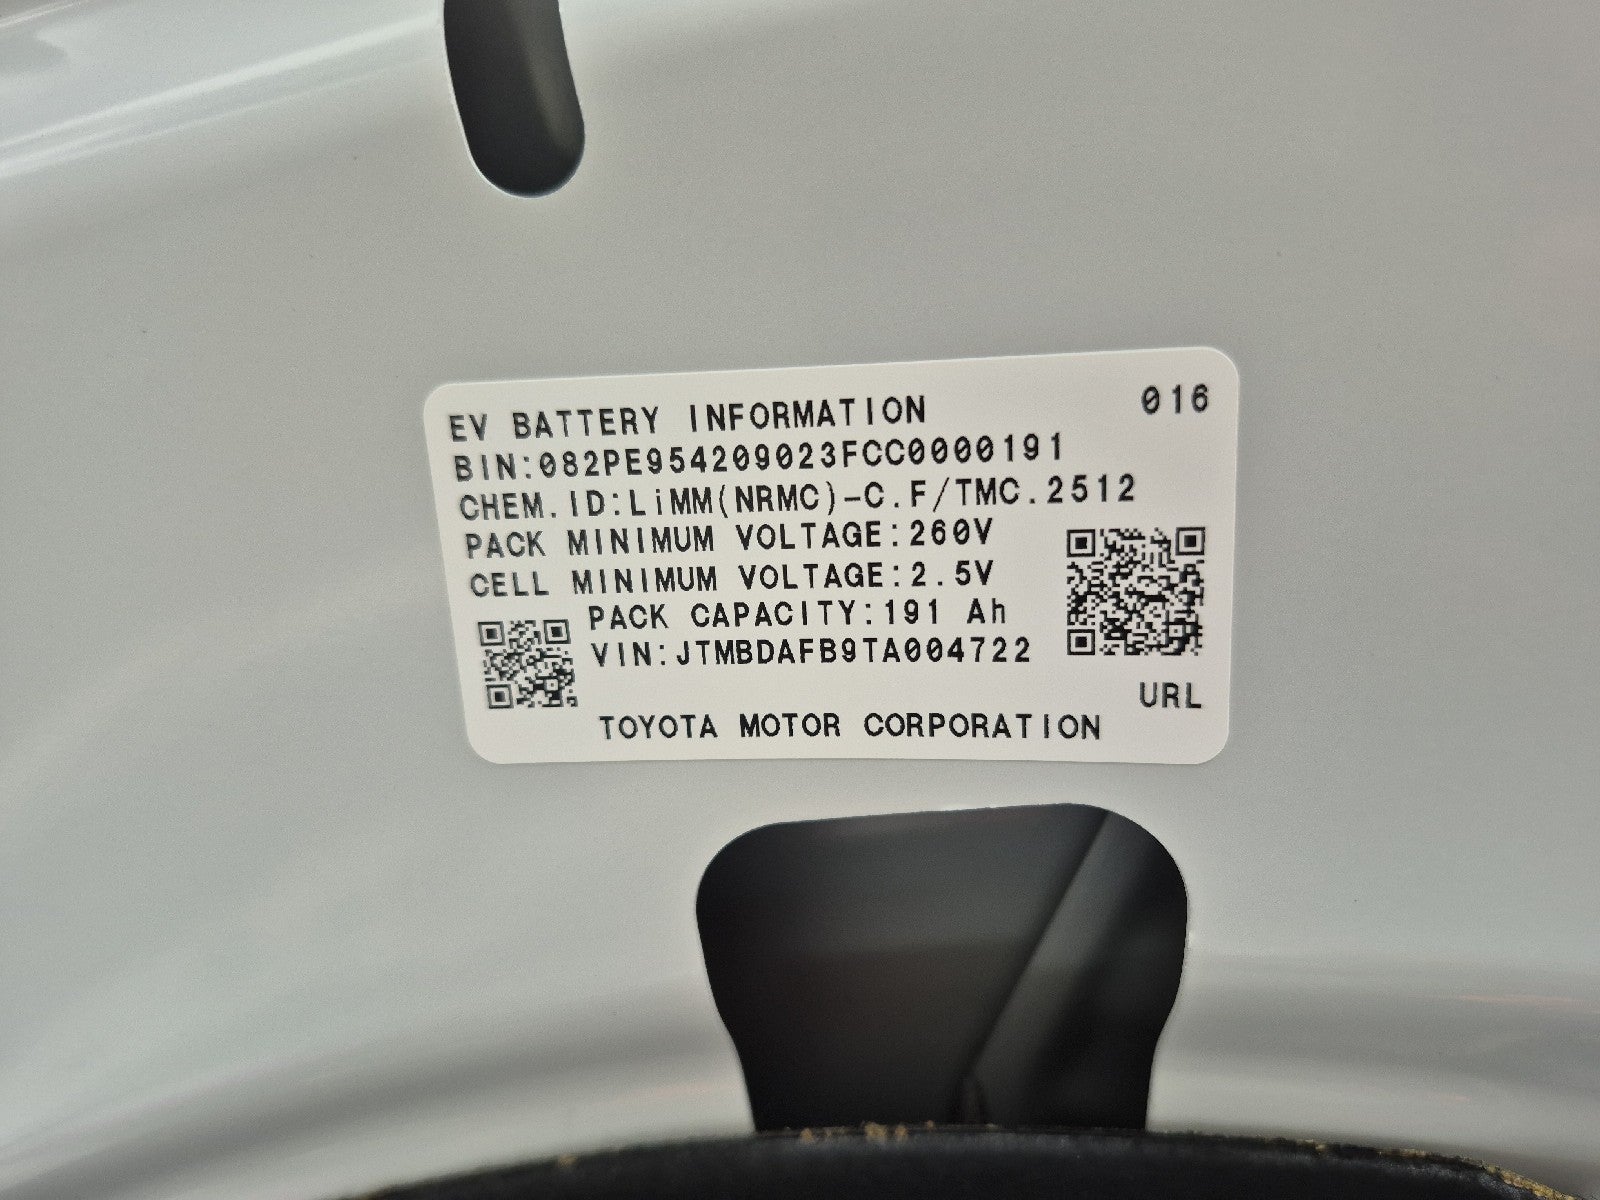 EV BATTERY INFORMATION 016
BIN:082PE954209023FCC0000191
CHEM.ID:LiMM(NRMC)-C.F/TMC.2512
PACK MINIMUM VOLTAGE:260V
CELL MINIMUM VOLTAGE:2.5V
PACK CAPACITY:191 Ah
VIN:JTMBDAFB9TA004722
URL
TOYOTA MOTOR CORPORATION